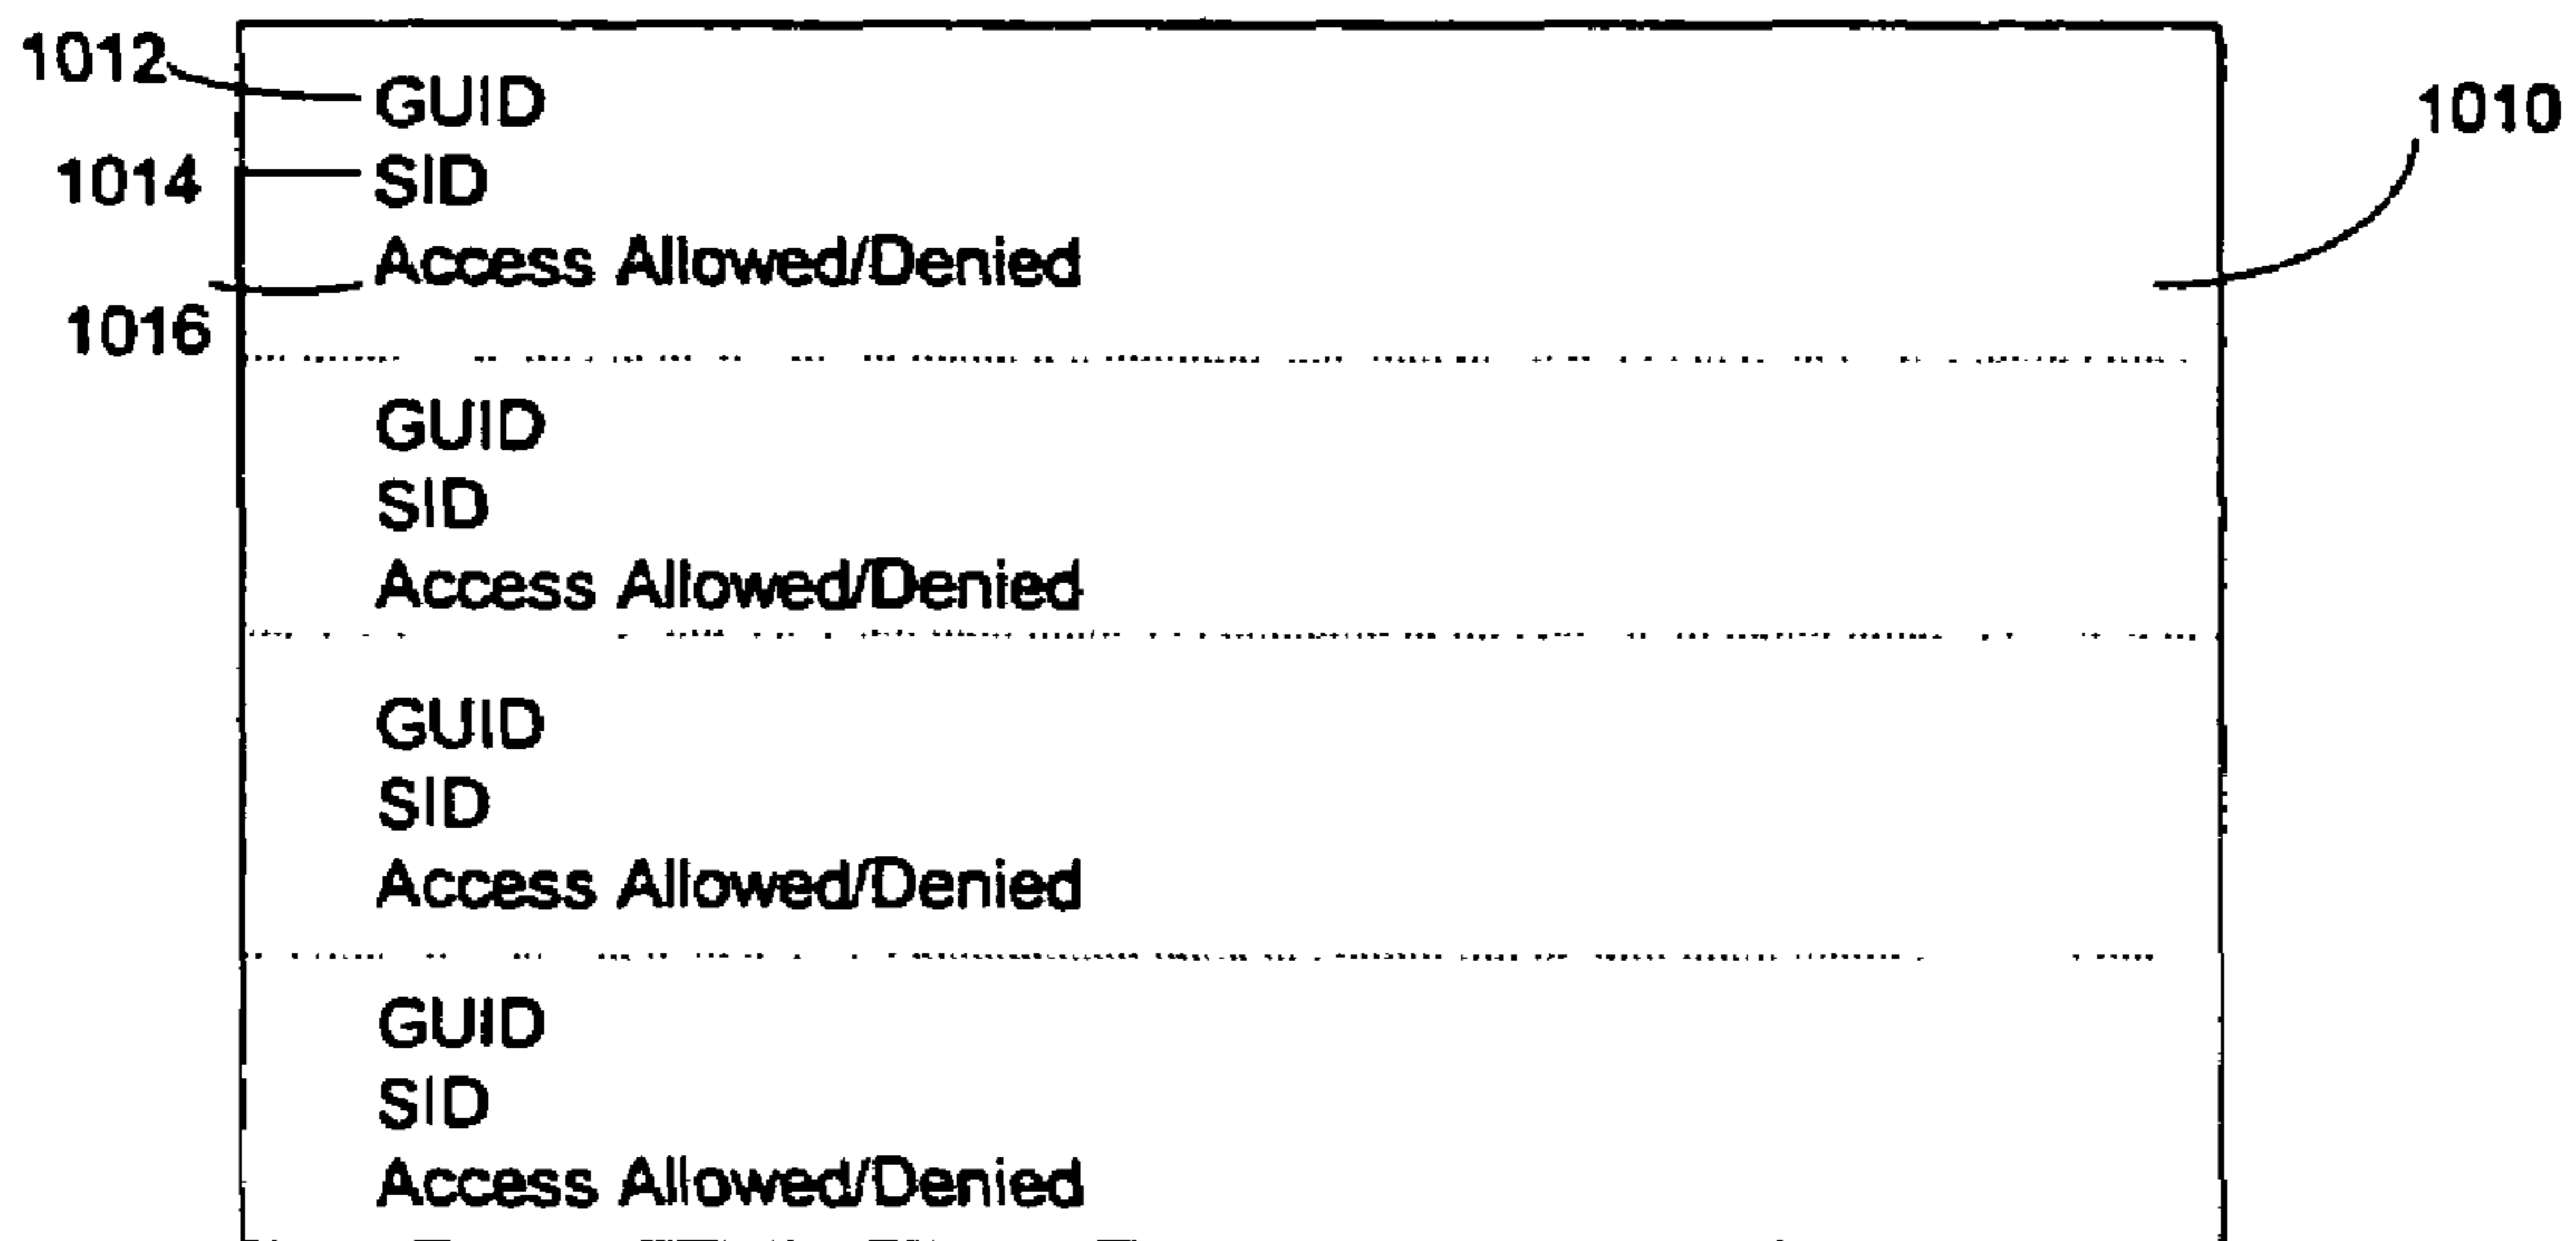 1012
GUID
1010
1014
SID
Access Allowed/Denied
1016
GUID
SID
Access Allowed/Denied
GUID
SID
Access Allowed/Denied
GUID
SID
Access Allowed/Denied